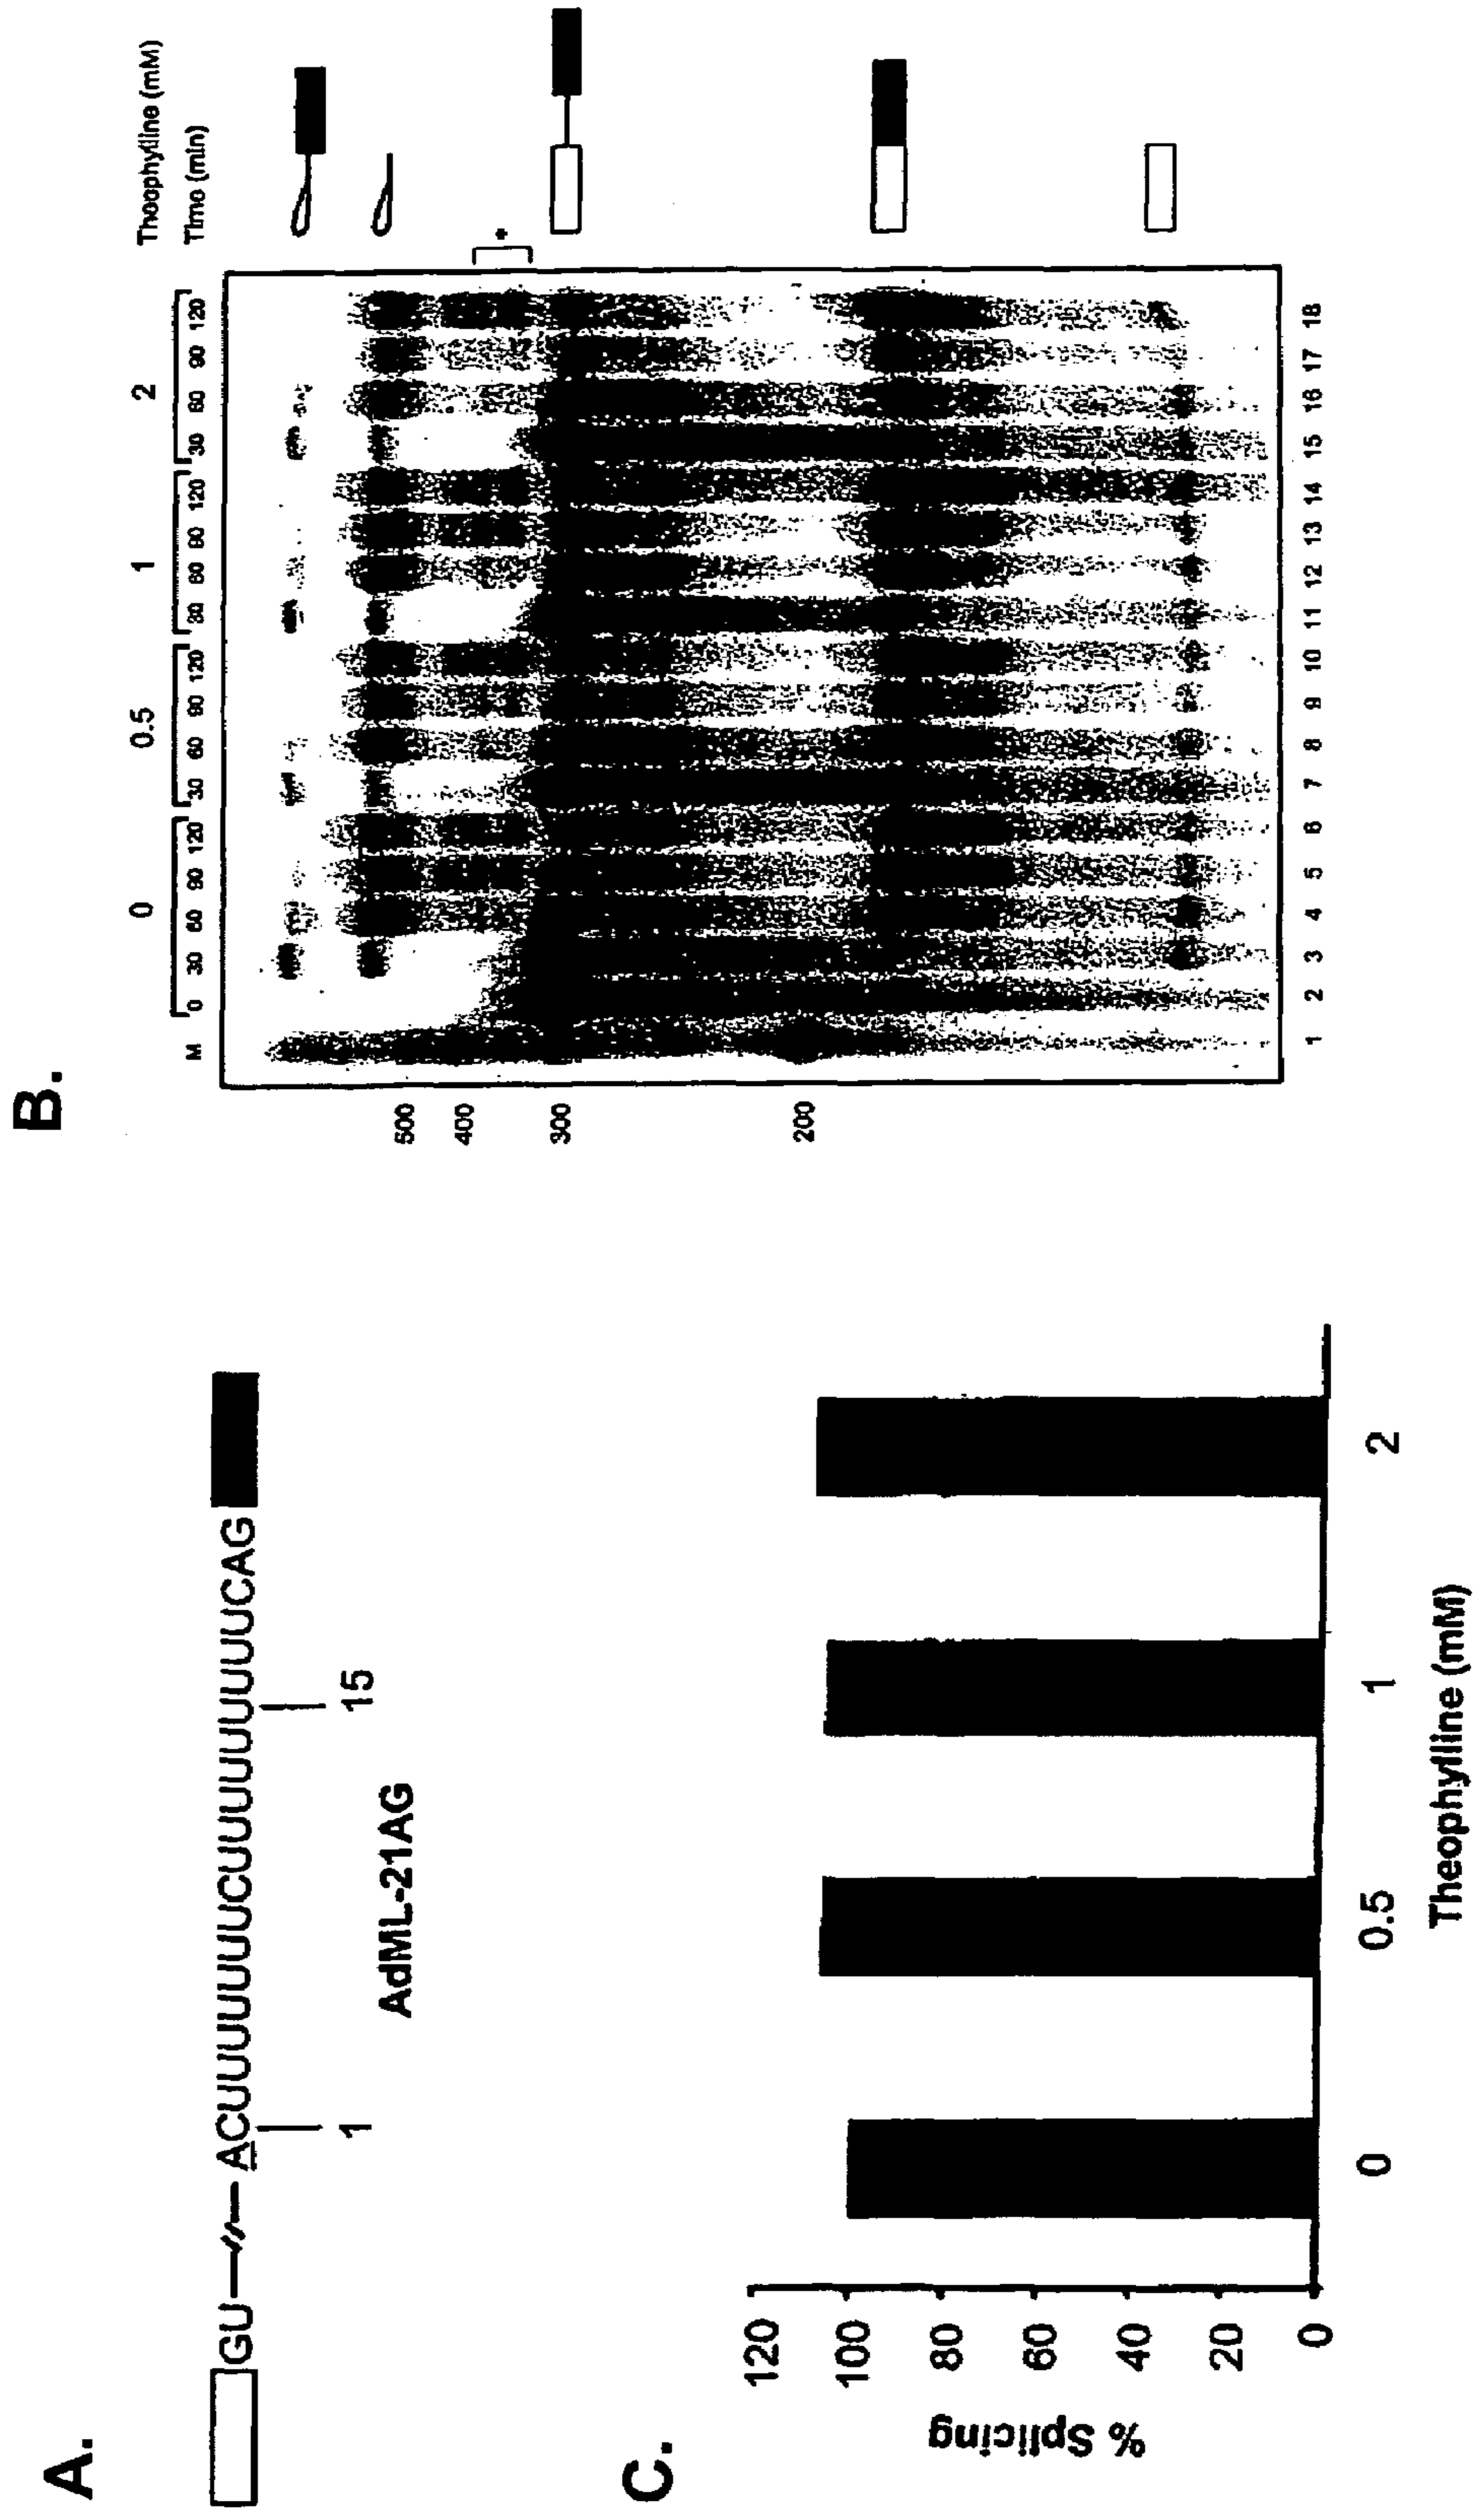 A.
GU
ACUUUUUUUUCUUUUUUUUUCAG
1
15
AdML-21AG
B.
0
0.5
1
2
Theophylline (mM)
M
0 30 60 90 120
30 60 90 120
30 60 90 120
30 60 90 120
Time (min)
500
400
300
200
*
1 2 3 4 5 6 7 8 9 10 11 12 13 14 15 16 17 18
C.
% Splicing
120
100
80
60
40
20
0
0
0.5
1
2
Theophylline (mM)